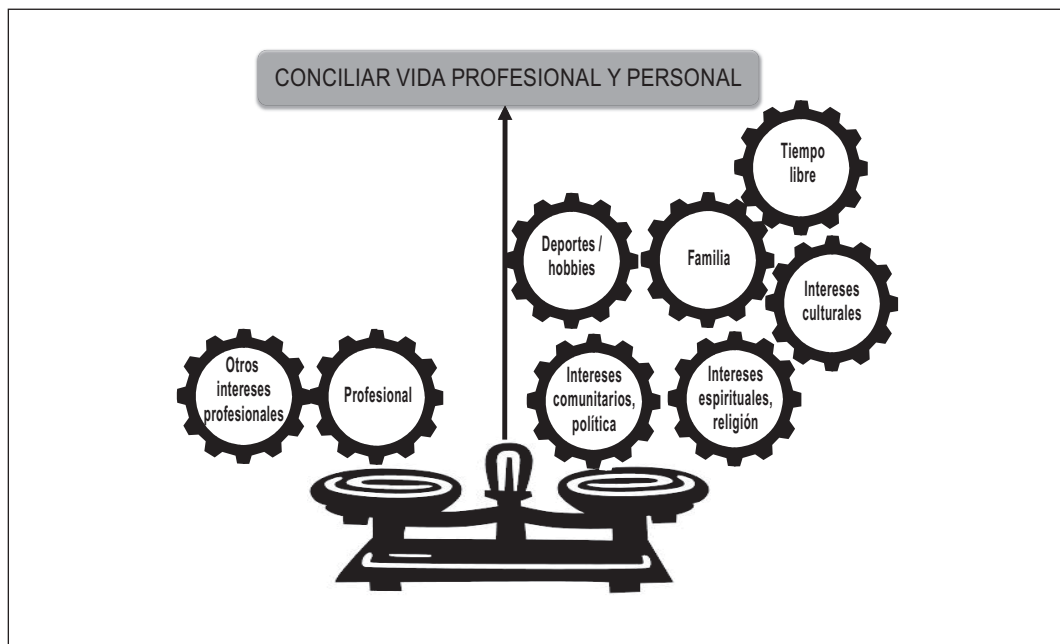 CONCILIAR VIDA PROFESIONAL Y PERSONAL
Tiempo
libre
Deportes /
hobbies
Familia
Intereses
culturales
Otros
intereses
profesionales
Profesional
Intereses
comunitarios,
política
Intereses
espirituales,
religión